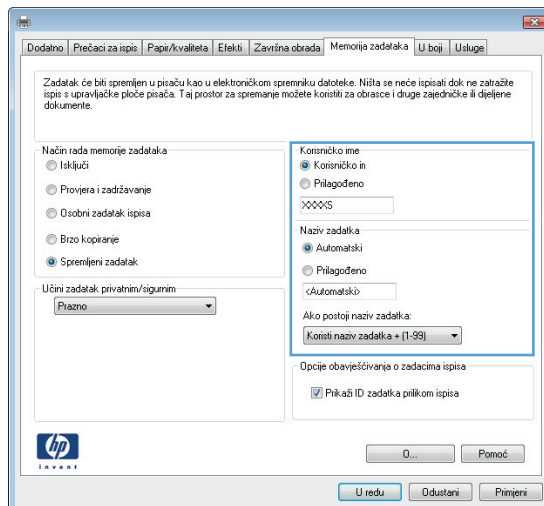 Dodatno Prečaci za ispis Papir/kvaliteta Efekti Završna obrada Memorija zadataka U boji Usluge
Zadatak će biti spremljen u pisaču kao u elektroničkom spremniku datoteke. Ništa se neće ispisati dok ne zatražite
ispis s upravljačke ploče pisača. Taj prostor za spremanje možete koristiti za obrasce i druge zajedničke ili dijeljene
dokumente.
Način rada memorije zadataka
Isključi
Provjera i zadržavanje
Osobni zadatak ispisa
Brzo kopiranje
Spremljeni zadatak
Učini zadatak privatnim/sigurnim
Prazno
Korisničko ime
Korisničko in
Prilagođeno
XXXXS
Naziv zadatka
Automatski
Prilagođeno
<Automatski>
Ako postoji naziv zadatka:
Koristi naziv zadatka + (1-99)
Opcije obavješćivanja o zadacima ispisa
Prikaži ID zadatka prilikom ispisa
hp
invent
O... Pomoć
U redu Odustani Primjeni